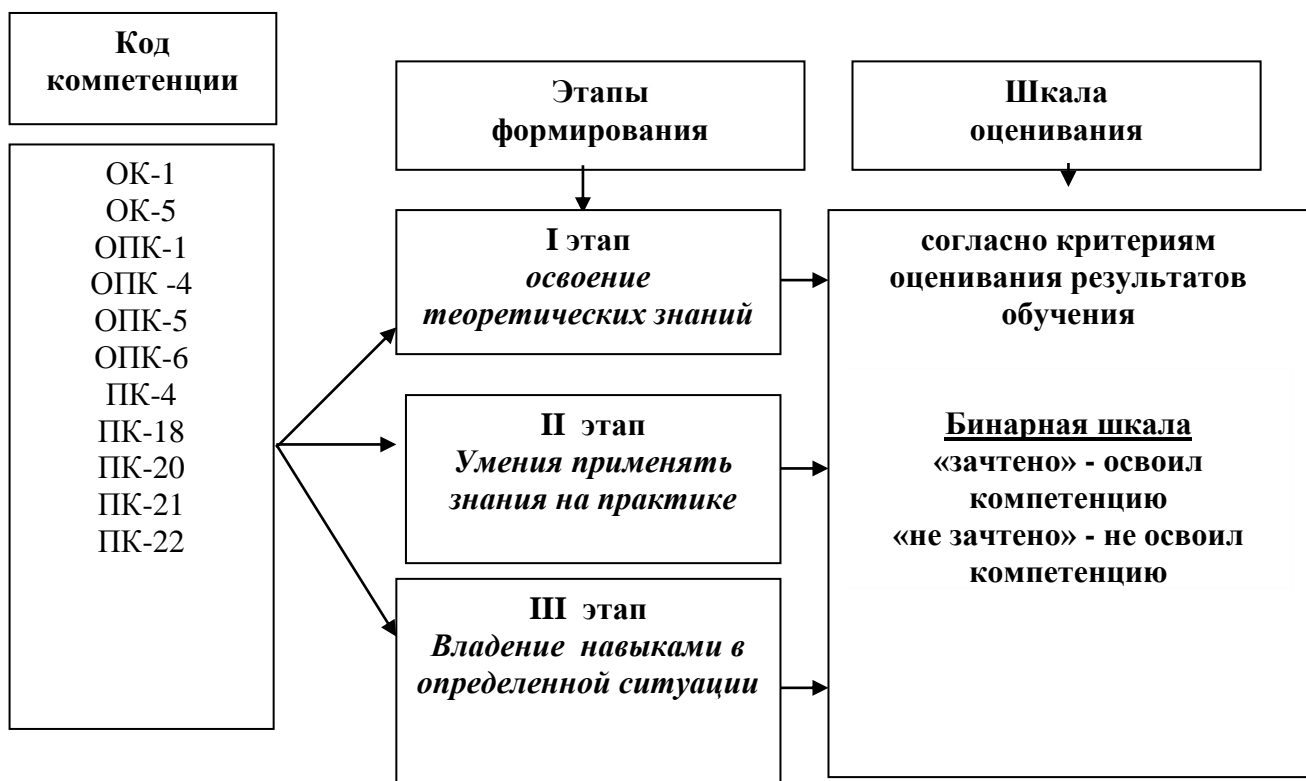 Код
компетенции
Этапы
формирования
Шкала
оценивания
ОК-1
ОК-5
ОПК-1
ОПК -4
ОПК-5
ОПК-6
ПК-4
ПК-18
ПК-20
ПК-21
ПК-22
I этап
освоение
теоретических знаний
II этап
Умения применять
знания на практике
III этап
Владение навыками в
определенной ситуации
согласно критериям
оценивания результатов
обучения
Бинарная шкала
«зачтено» - освоил
компетенцию
«не зачтено» - не освоил
компетенцию